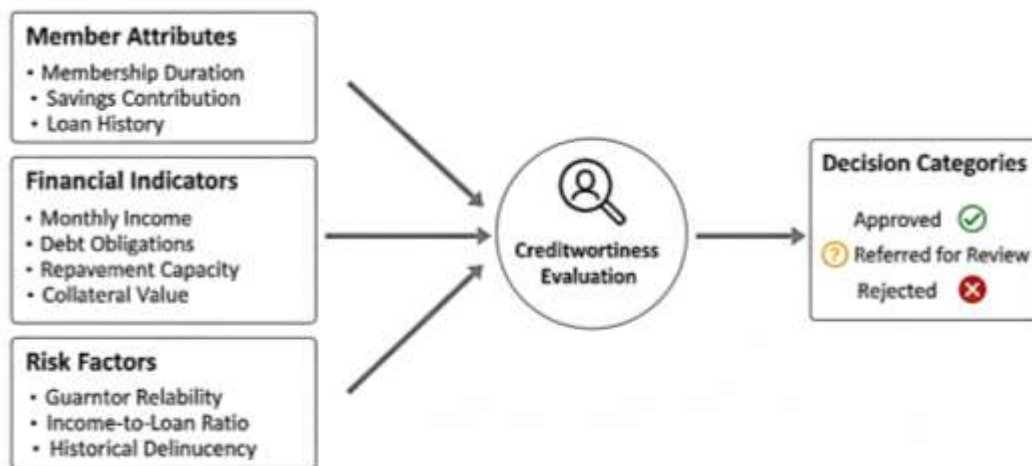 Member Attributes
• Membership Duration
• Savings Contribution
• Loan History
Financial Indicators
• Monthly Income
• Debt Obligations
• Repavement Capacity
• Collateral Value
Risk Factors
• Guarntor Relability
• Income-to-Loan Ratio
• Historical Delinucency
Creditwortiness
Evaluation
Decision Categories
Approved
? Referred for Review
Rejected